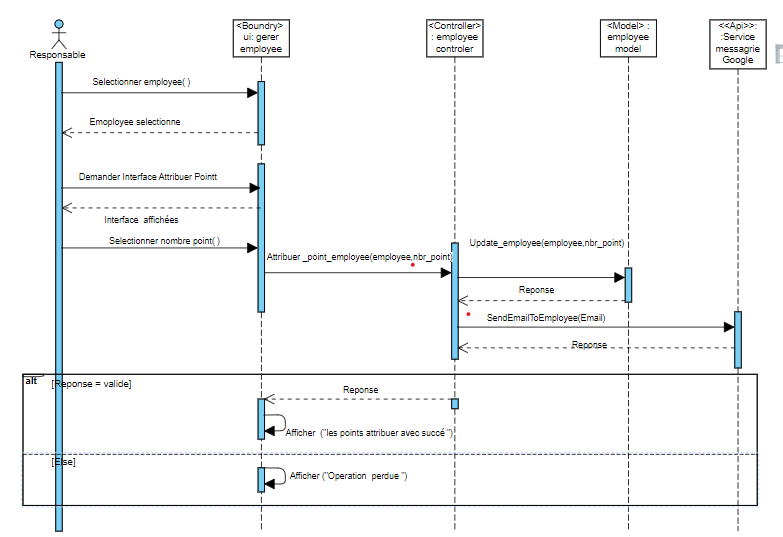 Responsable
<Boundry>
ui: gerer
employee
<Controller>
: employee
controler
<Model> :
employee
model
<<Api>>:
:Service
messagrie
Google
Selectionner employee( )
Emoployee selectionne
Demander Interface Attribuer Pointt
Interface affichées
Selectionner nombre point( )
Attribuer _point_employee(employee,nbr_point)
Update_employee(employee,nbr_point)
Reponse
SendEmailToEmployee(Email)
Reponse
alt
[Reponse = valide]
Reponse
Afficher ("les points attribuer avec succé ")
[Else]
Afficher ("Operation perdue ")